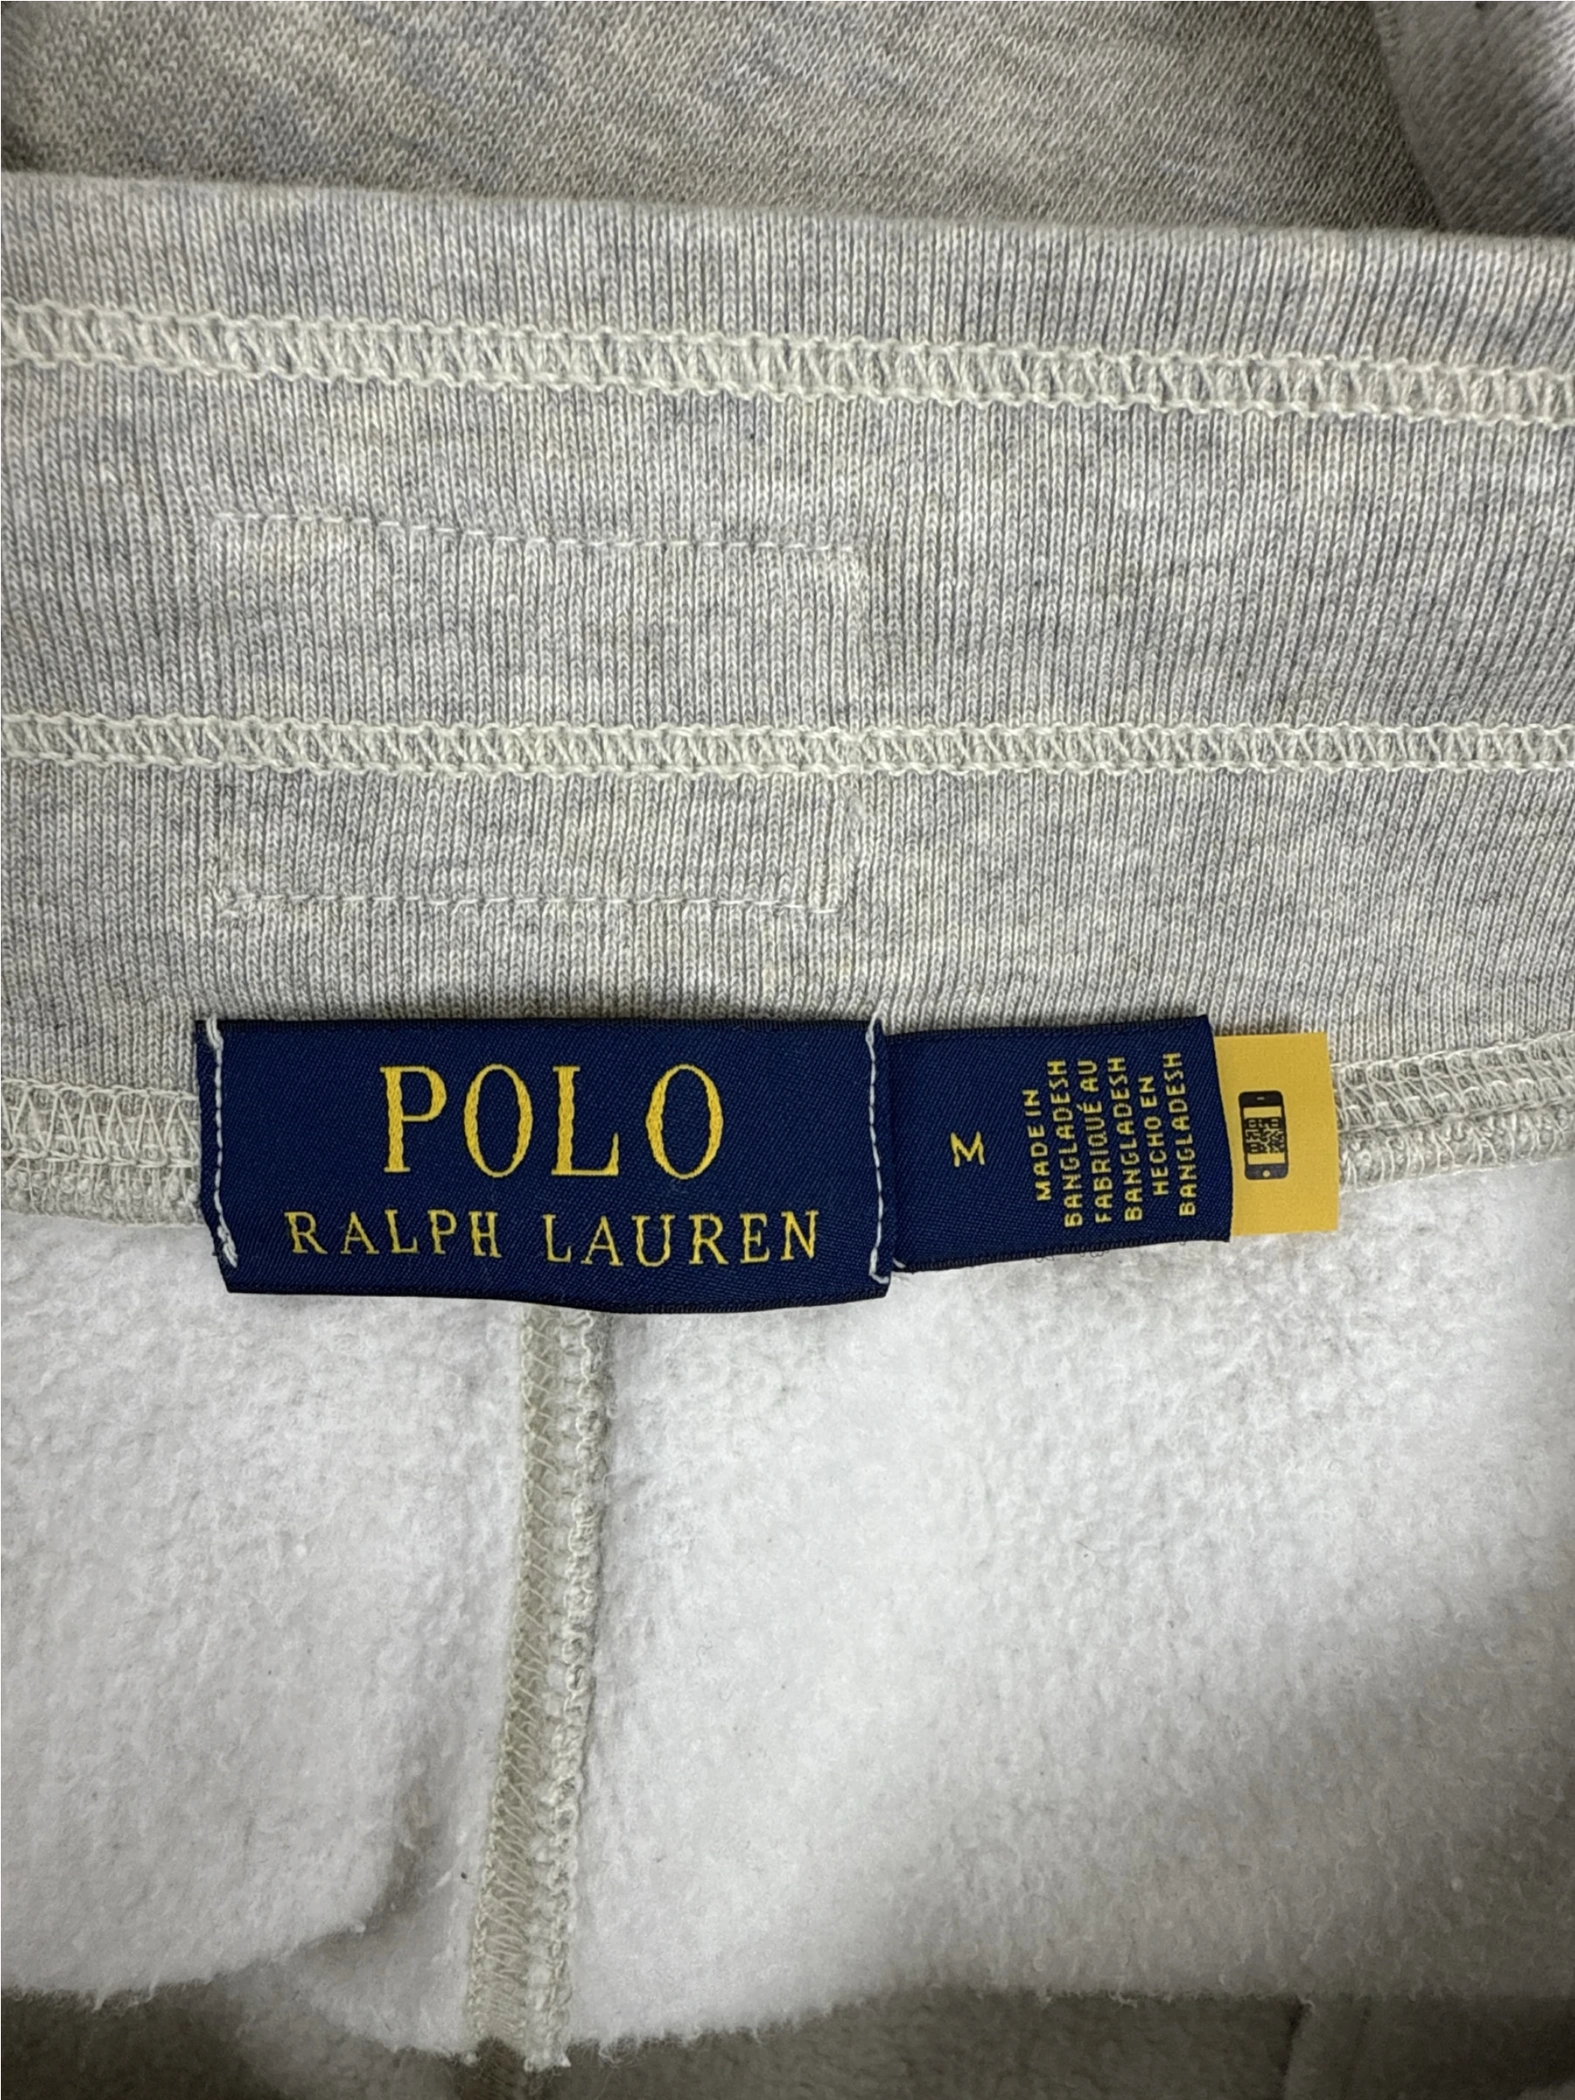 POLO
RALPH LAUREN
M
MADE IN
BANGLADESH
FABRIQUÉ AU
BANGLADESH
HECHO EN
BANGLADESH